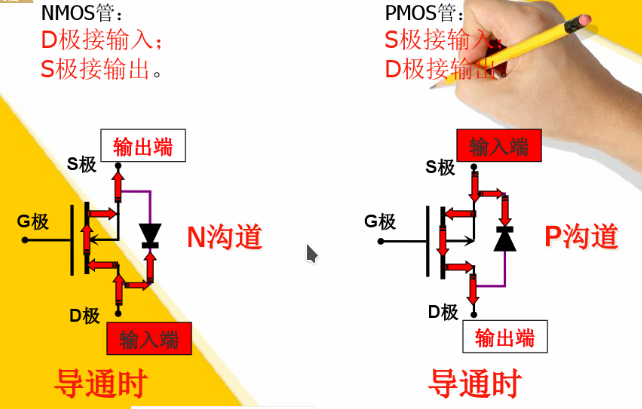 NMOS管：
D极接输入；
S极接输出。
PMOS管：
S极接输入；
D极接输出
输出端
S极
G极
N沟道
D极
输入端
导通时
输入端
S极
G极
P沟道
D极
输出端
导通时